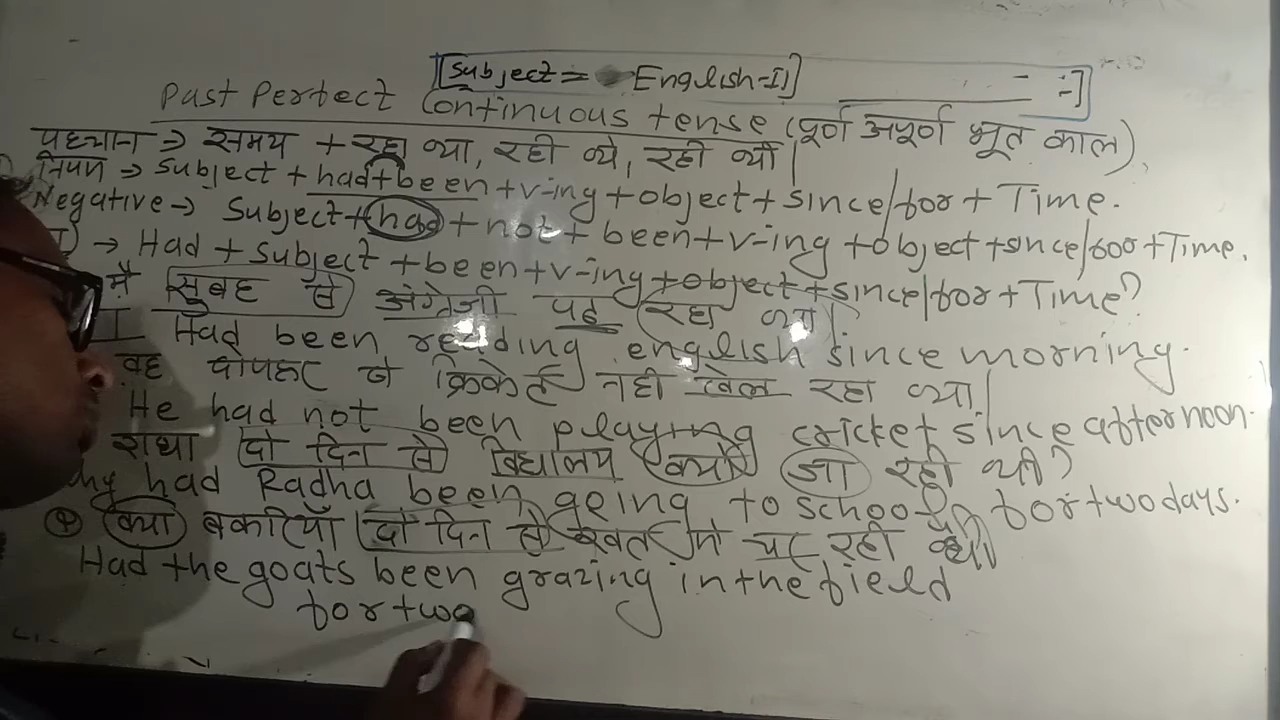 [Subject = English-II]
Past Perfect Continuous tense (पूर्ण अपूर्ण भूत काल)
पहचान ⇒ समय + रहा था, रही थे, रही थी |
नियम → Subject + had + been + v-ing + object + since/for + Time.
Negative → Subject + had + not + been + v-ing + object + since/for + Time.
→ Had + subject + been + v-ing + object + since/for + Time?
मैं सुबह से अंग्रेजी पढ़ रहा था |
I Had been reading english since morning.
वह दोपहर से क्रिकेट नही खेल रहा था |
He had not been playing cricket since afternoon.
राधा दो दिन से विद्यालय क्यों जा रही थी?
had Radha been going to school for two days.
④ क्या बकरियाँ दो दिन से खेत में चर रही थी |
Had the goats been grazing in the field
for two